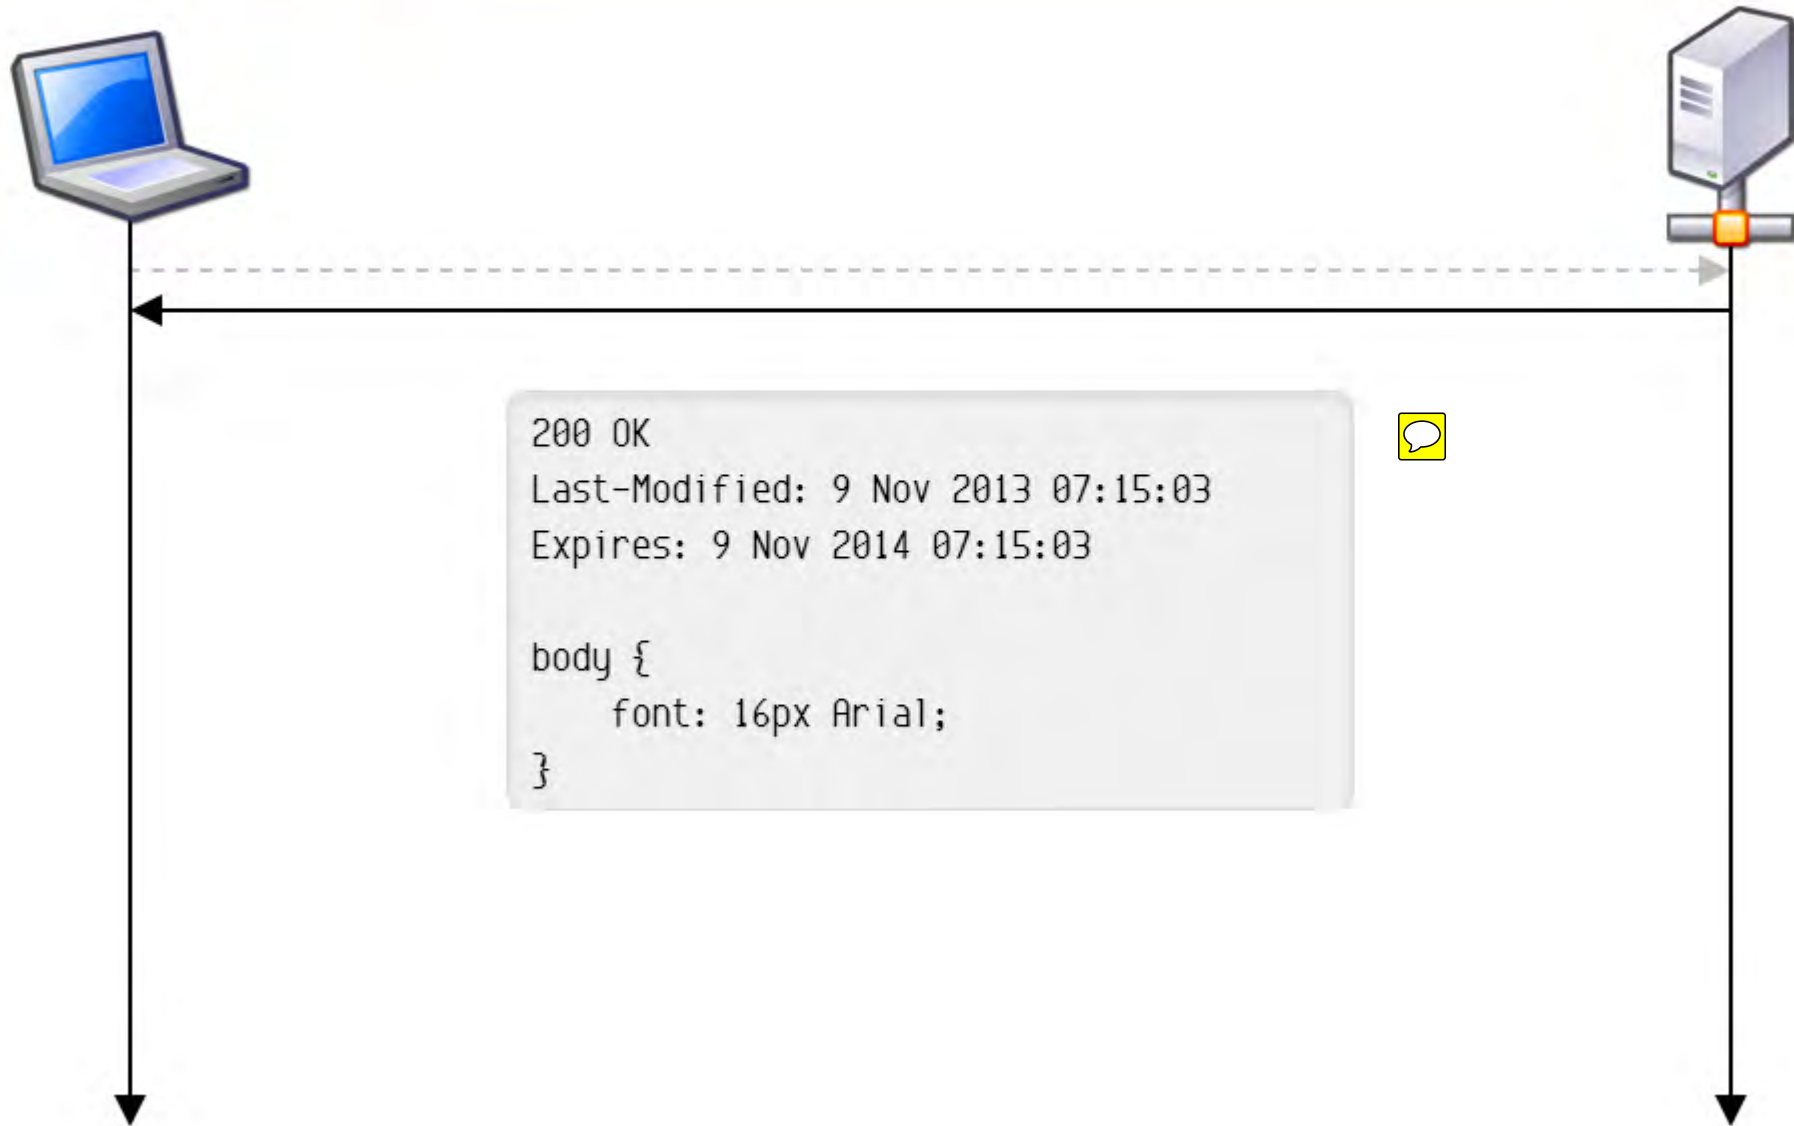 200 OK
Last-Modified: 9 Nov 2013 07:15:03
Expires: 9 Nov 2014 07:15:03
body {
    font: 16px Arial;
}